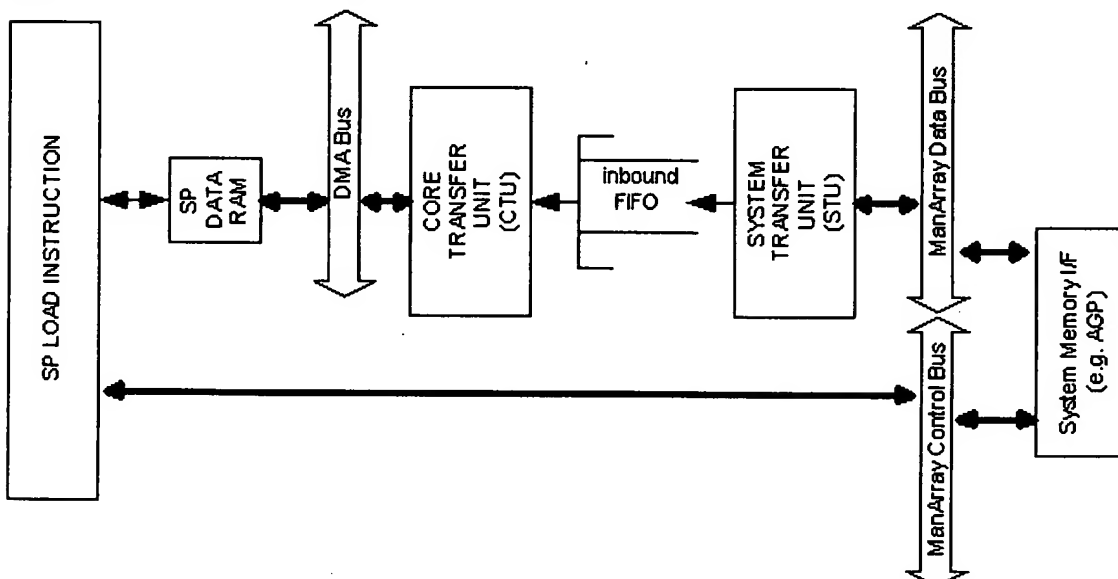 SP LOAD INSTRUCTION
SP
DATA
RAM
DMA Bus
CORE
TRANSFER
UNIT
(CTU)
inbound
FIFO
SYSTEM
TRANSFER
UNIT
(STU)
ManArray Data Bus
ManArray Control Bus
System Memory I/F
(e.g. AGP)